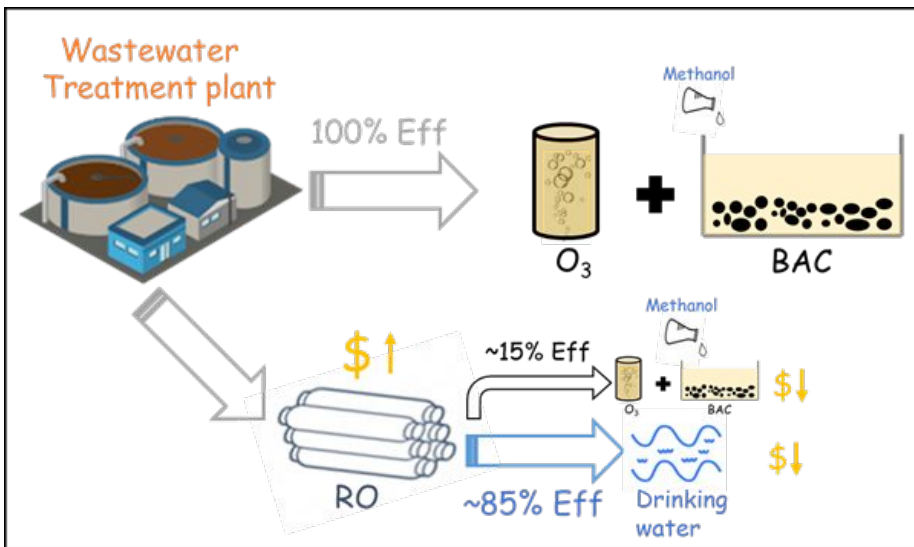 Wastewater
Treatment plant
100% Eff
Methanol
O₃
BAC
Methanol
$
~15% Eff
O₃
BAC
$
RO
~85% Eff
Drinking
water
$